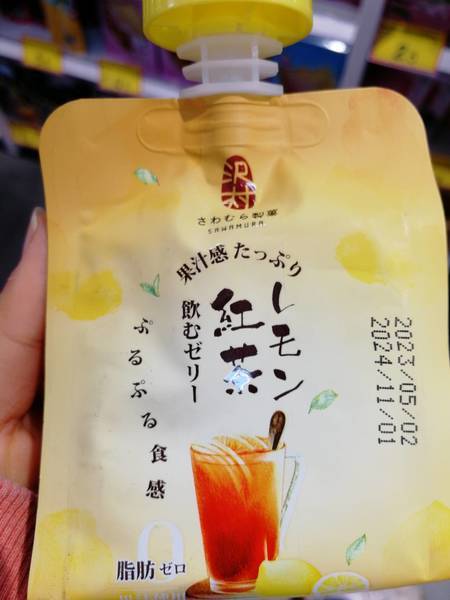 沢村
さわむら製菓
SAWAMURA
果汁感たっぷり
レモン
紅茶
飲むゼリー
ぷるぷる食感
2023/05/02
2024/11/01
0
脂肪ゼロ